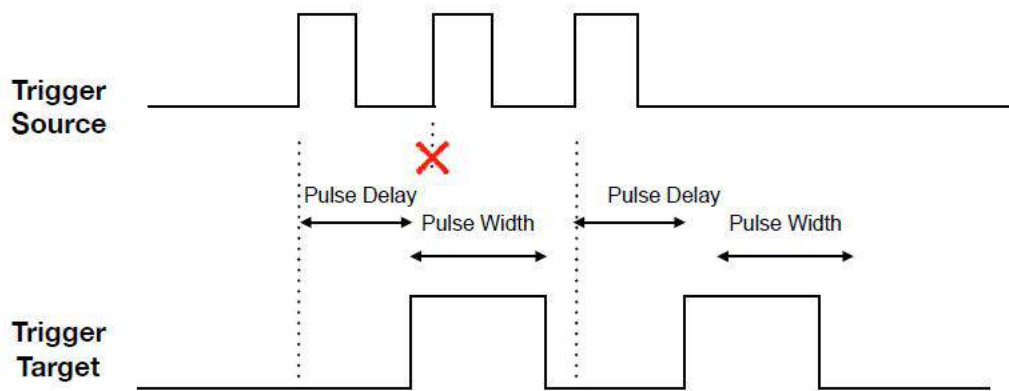 Trigger
Source
Pulse Delay
Pulse Delay
Pulse Width
Pulse Width
Trigger
Target